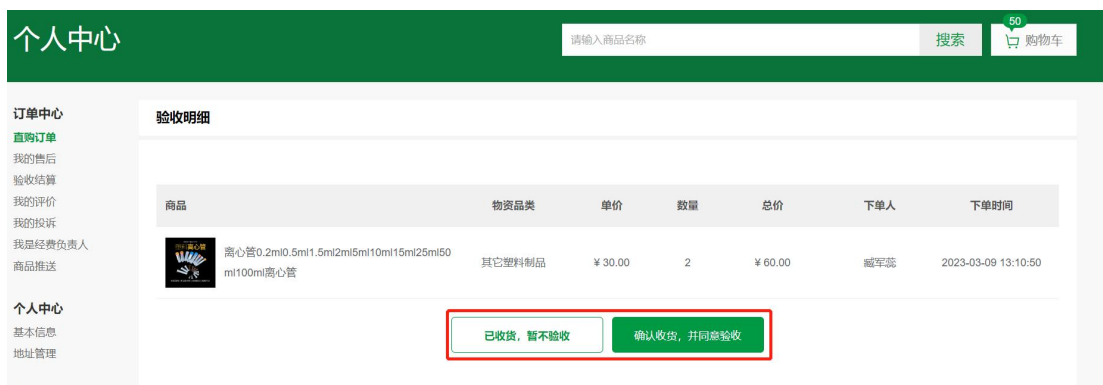 个人中心
请输入商品名称
搜索
50
购物车
订单中心
直购订单
我的售后
验收结算
我的评价
我的投诉
我是经费负责人
商品推送
个人中心
基本信息
地址管理
验收明细
商品 物资品类 单价 数量 总价 下单人 下单时间
离心管
离心管0.2ml0.5ml1.5ml2ml5ml10ml15ml25ml50
ml100ml离心管
其它塑料制品 ¥ 30.00 2 ¥ 60.00 臧军蕊 2023-03-09 13:10:50
已收货，暂不验收 确认收货，并同意验收